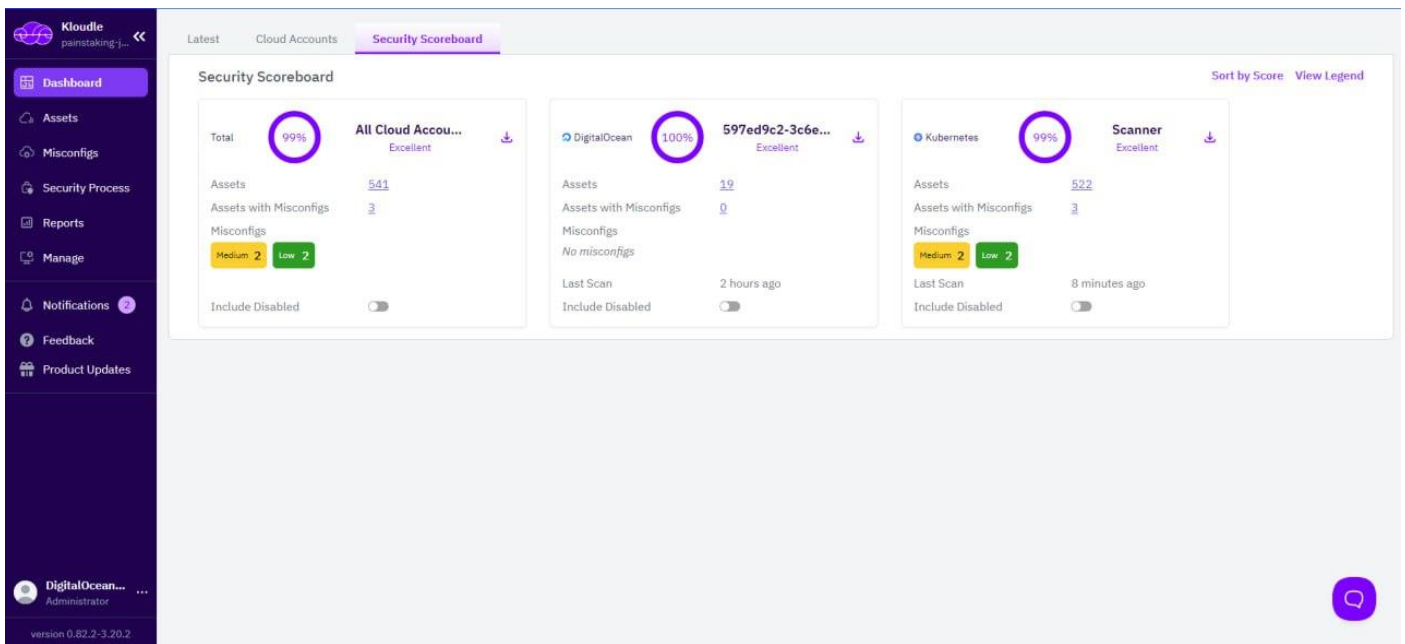 Kloudle
painstaking-j...
Dashboard
Assets
Misconfigs
Security Process
Reports
Manage
Notifications 2
Feedback
Product Updates
DigitalOcean...
Administrator
version 0.82.2-3.20.2
Latest Cloud Accounts Security Scoreboard
Security Scoreboard
Sort by Score View Legend
Total 99% All Cloud Accou...
Excellent
Assets 541
Assets with Misconfigs 3
Misconfigs
Medium 2 Low 2
Include Disabled
DigitalOcean 100% 597ed9c2-3c6e...
Excellent
Assets 19
Assets with Misconfigs 0
Misconfigs
No misconfigs
Last Scan 2 hours ago
Include Disabled
Kubernetes 99% Scanner
Excellent
Assets 522
Assets with Misconfigs 3
Misconfigs
Medium 2 Low 2
Last Scan 8 minutes ago
Include Disabled